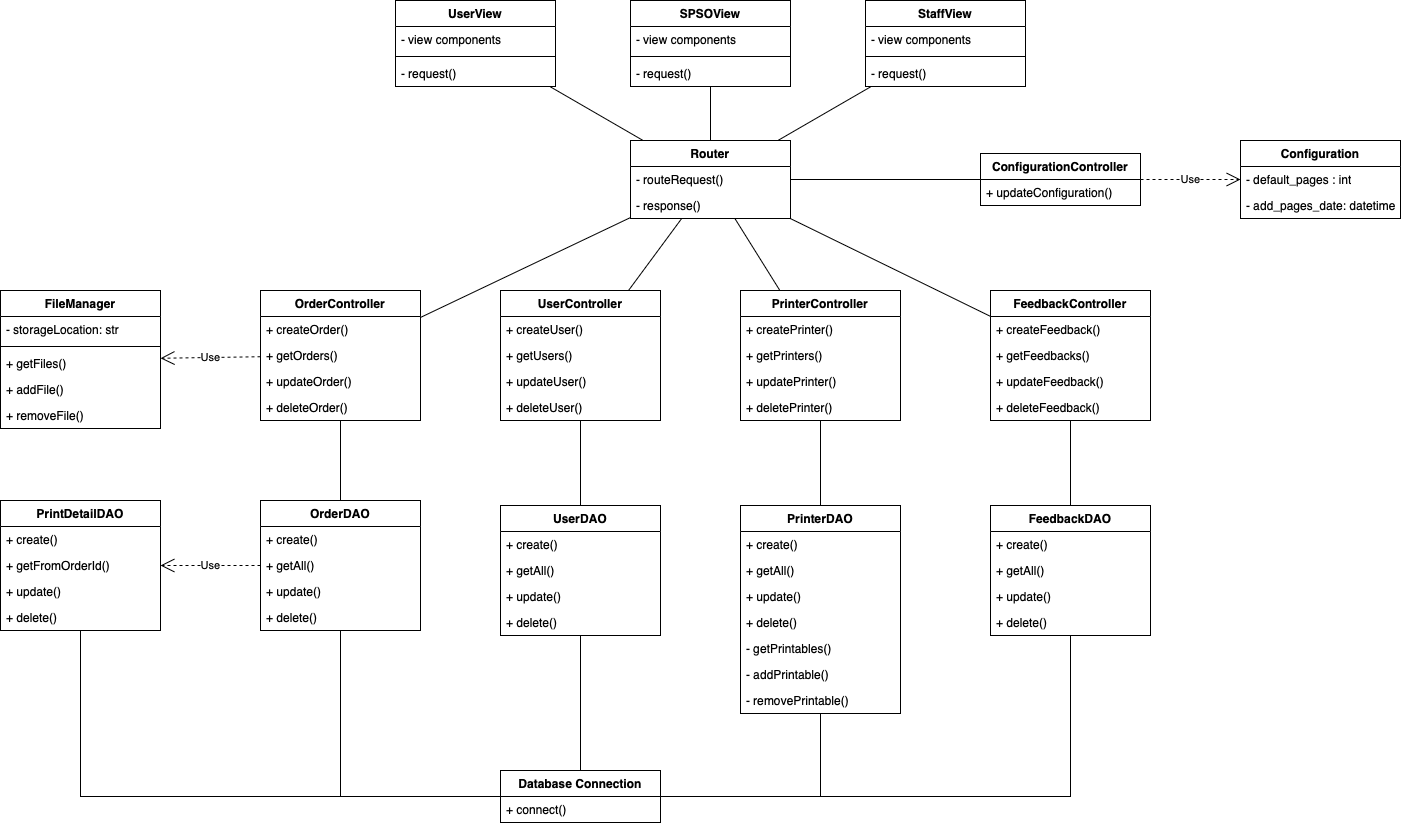 UserView
- view components
- request()
SPSOView
- view components
- request()
StaffView
- view components
- request()
Router
- routeRequest()
- response()
ConfigurationController
+ updateConfiguration()
Use
Configuration
- default_pages : int
- add_pages_date: datetime
FileManager
- storageLocation: str
+ getFiles()
+ addFile()
+ removeFile()
Use
OrderController
+ createOrder()
+ getOrders()
+ updateOrder()
+ deleteOrder()
UserController
+ createUser()
+ getUsers()
+ updateUser()
+ deleteUser()
PrinterController
+ createPrinter()
+ getPrinters()
+ updatePrinter()
+ deletePrinter()
FeedbackController
+ createFeedback()
+ getFeedbacks()
+ updateFeedback()
+ deleteFeedback()
PrintDetailDAO
+ create()
+ getFromOrderId()
+ update()
+ delete()
Use
OrderDAO
+ create()
+ getAll()
+ update()
+ delete()
UserDAO
+ create()
+ getAll()
+ update()
+ delete()
PrinterDAO
+ create()
+ getAll()
+ update()
+ delete()
- getPrintables()
- addPrintable()
- removePrintable()
FeedbackDAO
+ create()
+ getAll()
+ update()
+ delete()
Database Connection
+ connect()